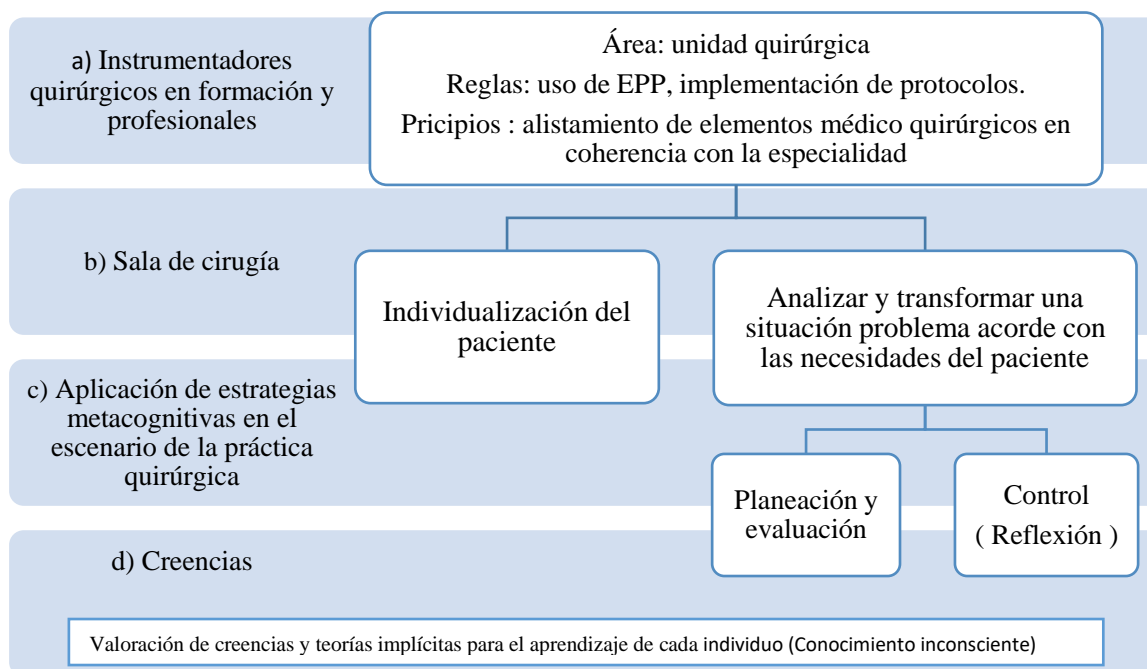 a) Instrumentadores
quirúrgicos en formación y
profesionales
Área: unidad quirúrgica
Reglas: uso de EPP, implementación de protocolos.
Pricipios : alistamiento de elementos médico quirúrgicos en
coherencia con la especialidad
b) Sala de cirugía
Individualización del
paciente
Analizar y transformar una
situación problema acorde con
las necesidades del paciente
c) Aplicación de estrategias
metacognitivas en el
escenario de la práctica
quirúrgica
Planeación y
evaluación
Control
( Reflexión )
d) Creencias
Valoración de creencias y teorías implícitas para el aprendizaje de cada individuo (Conocimiento inconsciente)